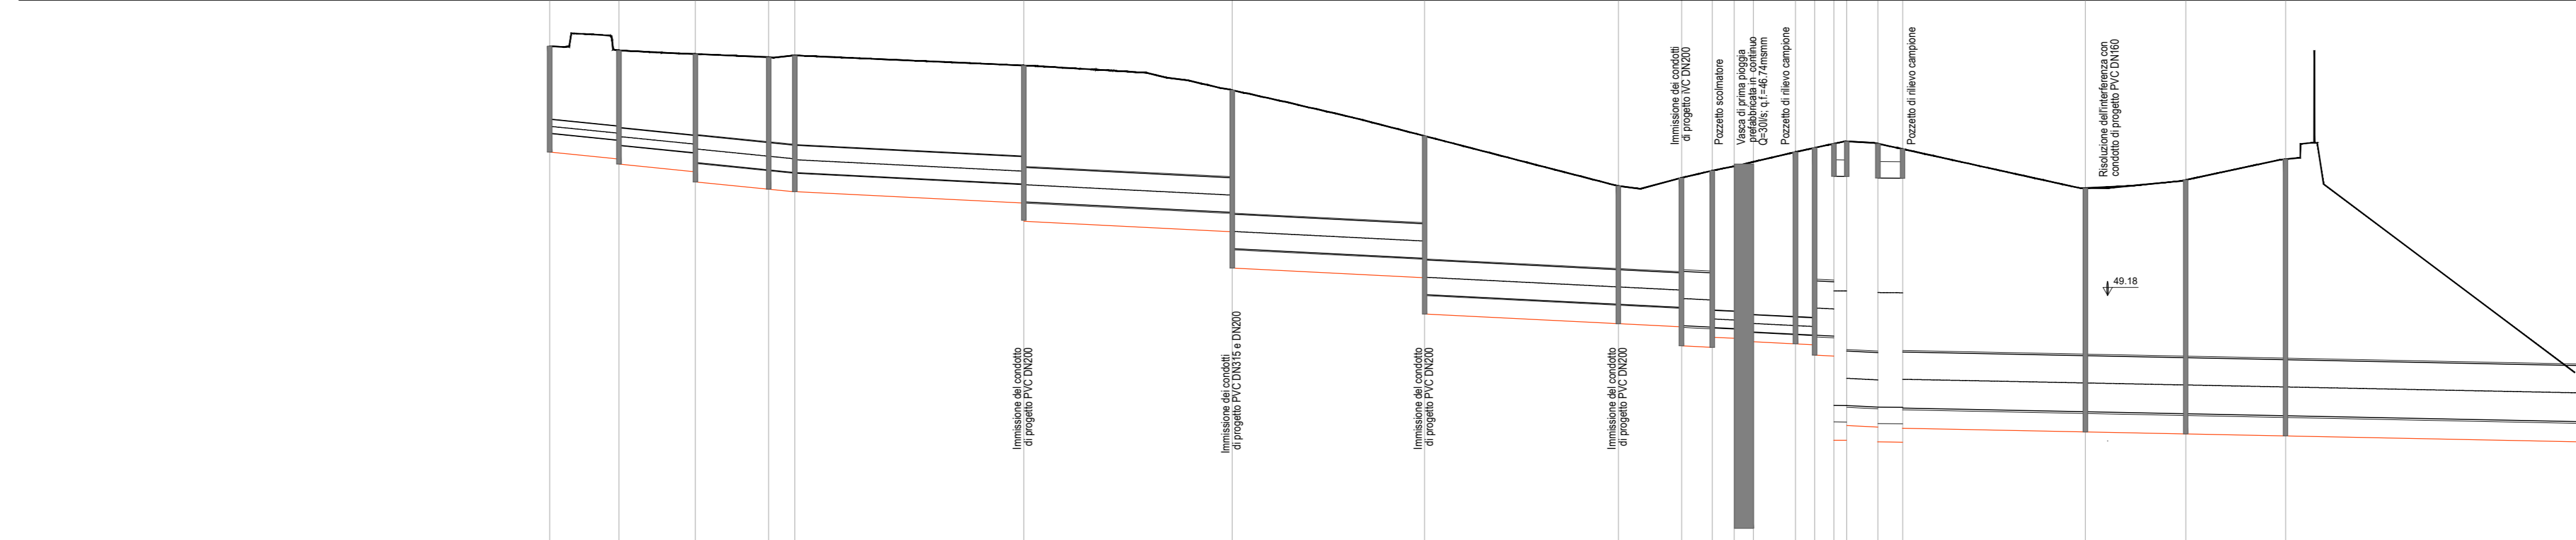 Immissione del condotto
di progetto PVC DN200
Immissione dei condotti
di progetto PVC DN315 e DN200
Immissione del condotto
di progetto PVC DN200
Immissione del condotto
di progetto PVC DN200
Immissione dei condotti
di progetto iVC DN200
Pozzetto scolmatore
Vasca di prima pioggia
prefabbricata in continuo
Q=30l/s; q.f.=46.74msmm
Pozzetto di rilievo campione
Pozzetto di rilievo campione
Risoluzione dell'interferenza con
condotto di progetto PVC DN160
49.18